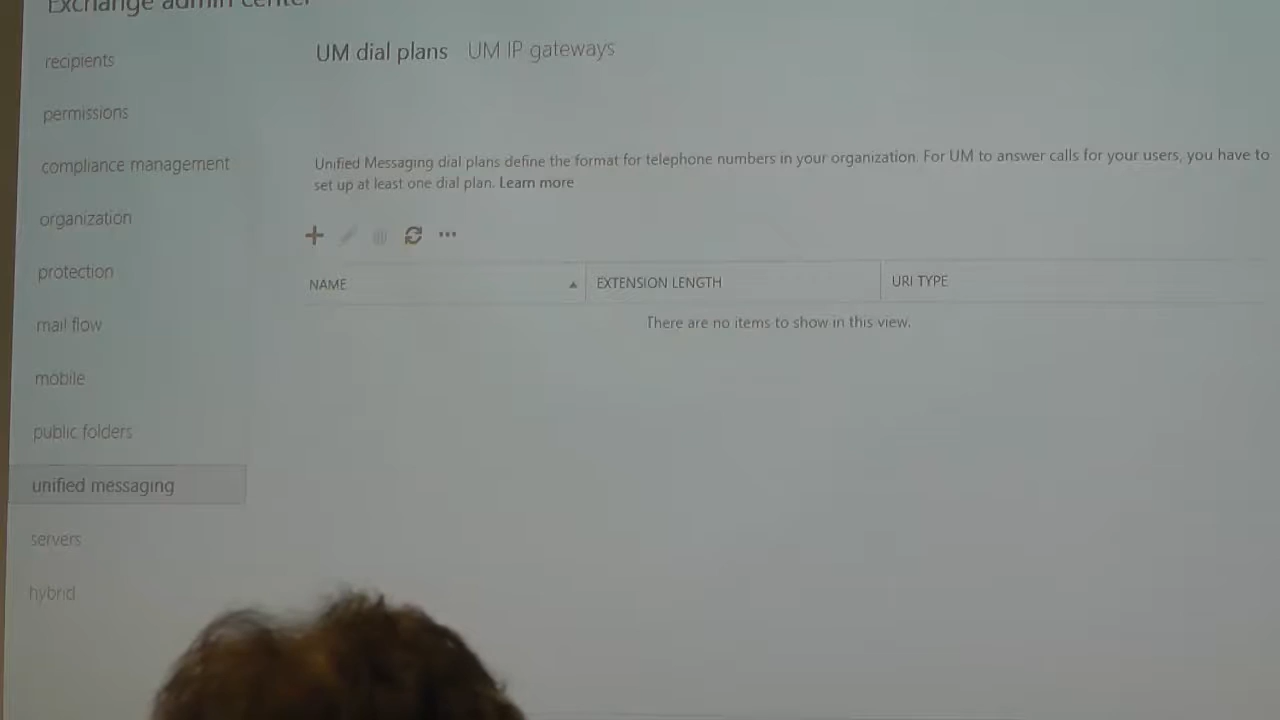 Exchange admin center
recipients
permissions
compliance management
organization
protection
mail flow
mobile
public folders
unified messaging
servers
hybrid
UM dial plans UM IP gateways
Unified Messaging dial plans define the format for telephone numbers in your organization. For UM to answer calls for your users, you have to
set up at least one dial plan. Learn more
NAME EXTENSION LENGTH URI TYPE
There are no items to show in this view.